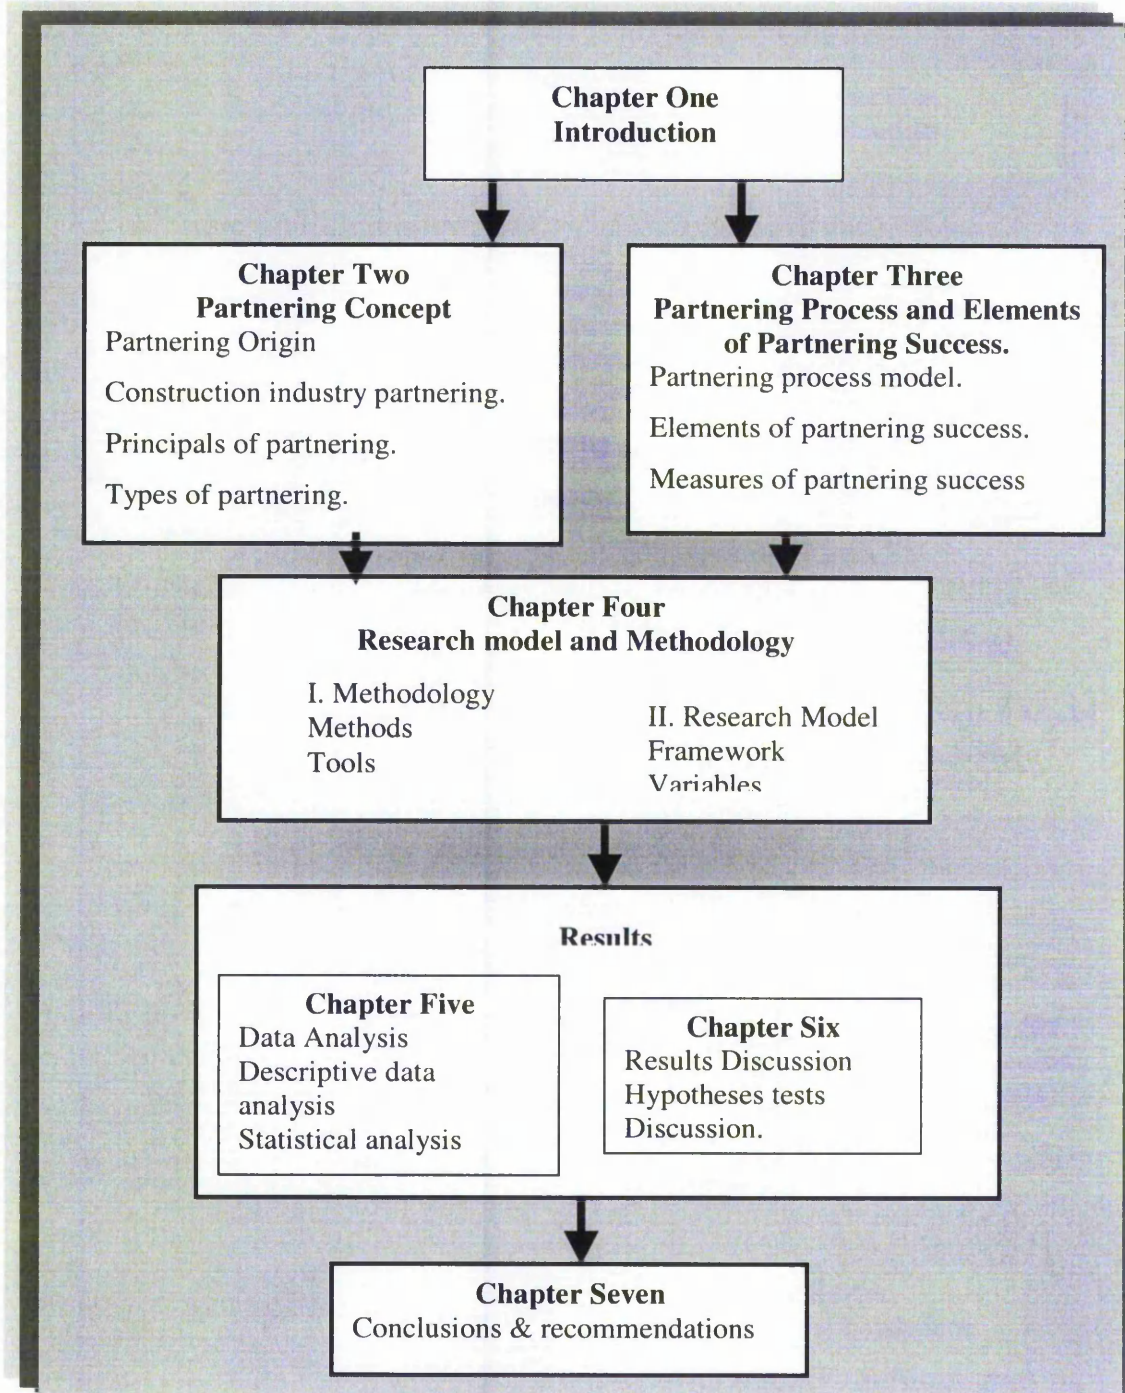 Chapter One
Introduction
Chapter Two
Partnering Concept
Partnering Origin
Construction industry partnering.
Principals of partnering.
Types of partnering.
Chapter Three
Partnering Process and Elements
of Partnering Success.
Partnering process model.
Elements of partnering success.
Measures of partnering success
Chapter Four
Research model and Methodology
I. Methodology
Methods
Tools
II. Research Model
Framework
Variables
Results
Chapter Five
Data Analysis
Descriptive data
analysis
Statistical analysis
Chapter Six
Results Discussion
Hypotheses tests
Discussion.
Chapter Seven
Conclusions & recommendations